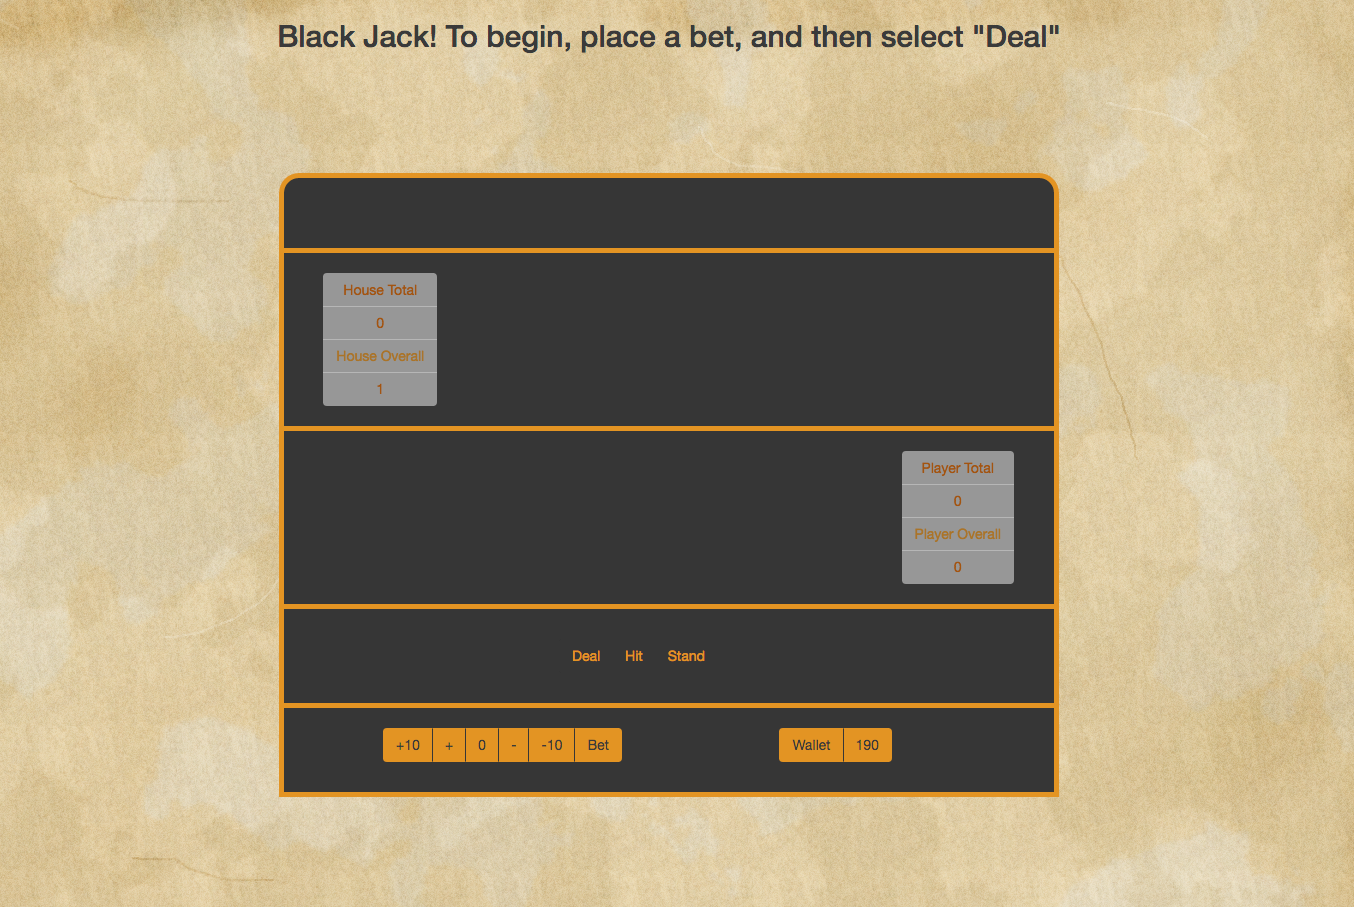 Black Jack! To begin, place a bet, and then select "Deal"
House Total
0
House Overall
1
Player Total
0
Player Overall
0
Deal Hit Stand
+10 + 0 - -10 Bet Wallet 190